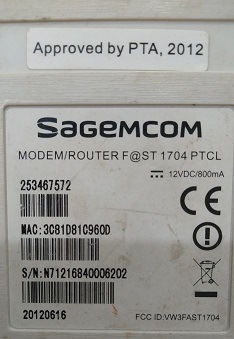 Approved by PTA, 2012
SAGEMCOM
MODEM/ROUTER F@ST 1704 PTCL
12VDC/800mA
253467572
CE
MAC:3C81D81C960D
S/N:N71216840006202
20120616
FCC ID:VW3FAST1704